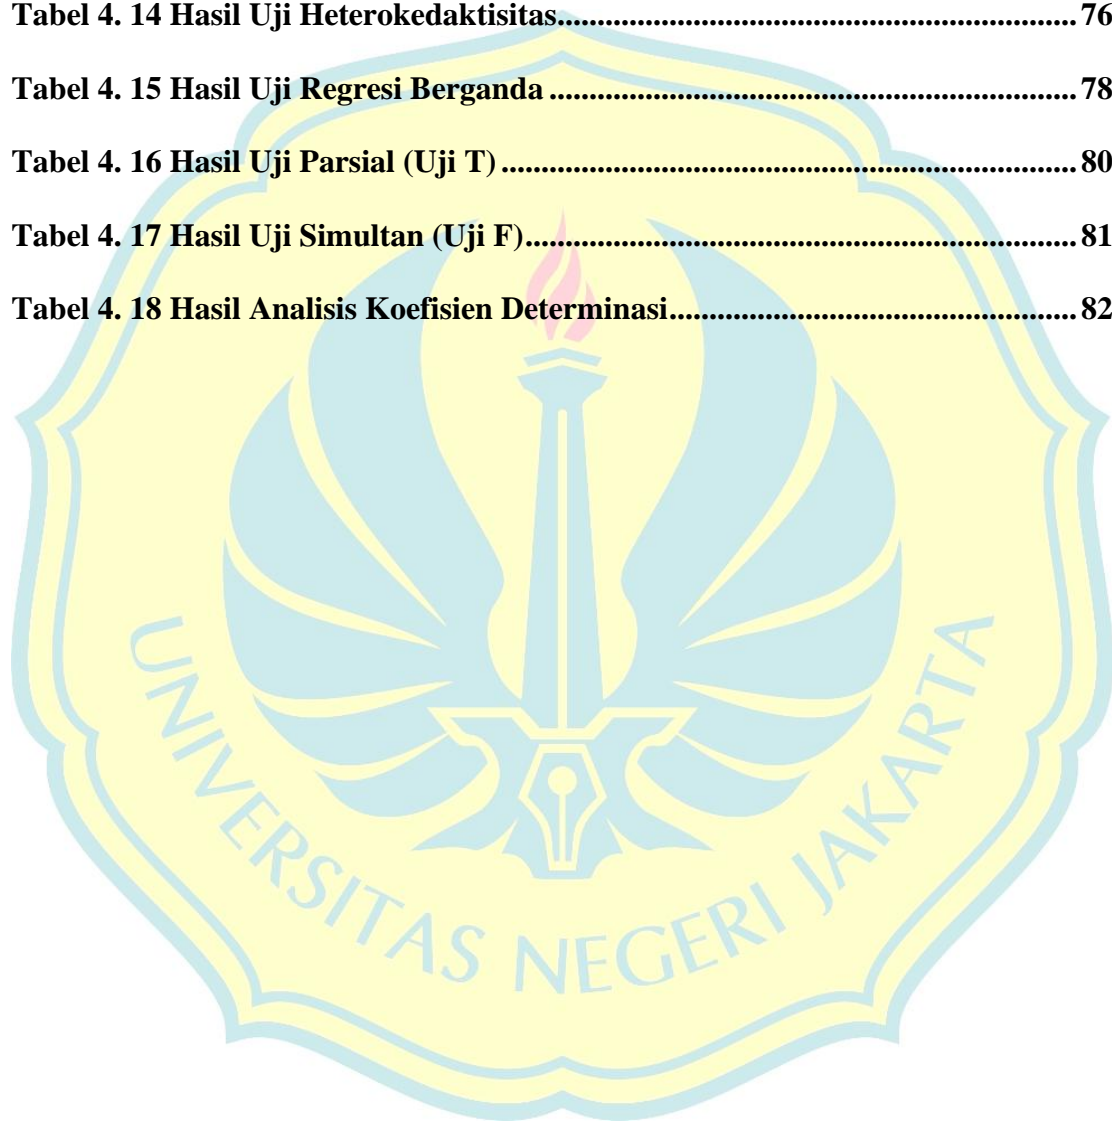 Tabel 4. 14 Hasil Uji Heterokedaktisitas.................................................................. 76
Tabel 4. 15 Hasil Uji Regresi Berganda .................................................................. 78
Tabel 4. 16 Hasil Uji Parsial (Uji T) ........................................................................ 80
Tabel 4. 17 Hasil Uji Simultan (Uji F)..................................................................... 81
Tabel 4. 18 Hasil Analisis Koefisien Determinasi................................................... 82
UNIVERSITAS NEGERI JAKARTA